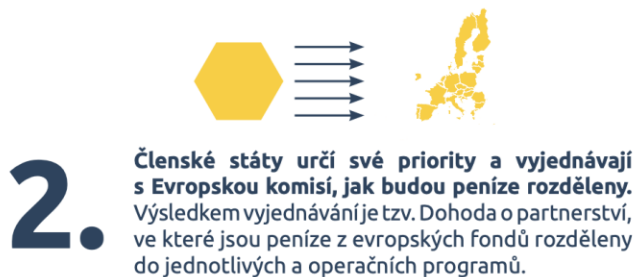 2.
Členské státy určí své priority a vyjednávají
s Evropskou komisí, jak budou peníze rozděleny.
Výsledkem vyjednávání je tzv. Dohoda o partnerství,
ve které jsou peníze z evropských fondů rozděleny
do jednotlivých a operačních programů.